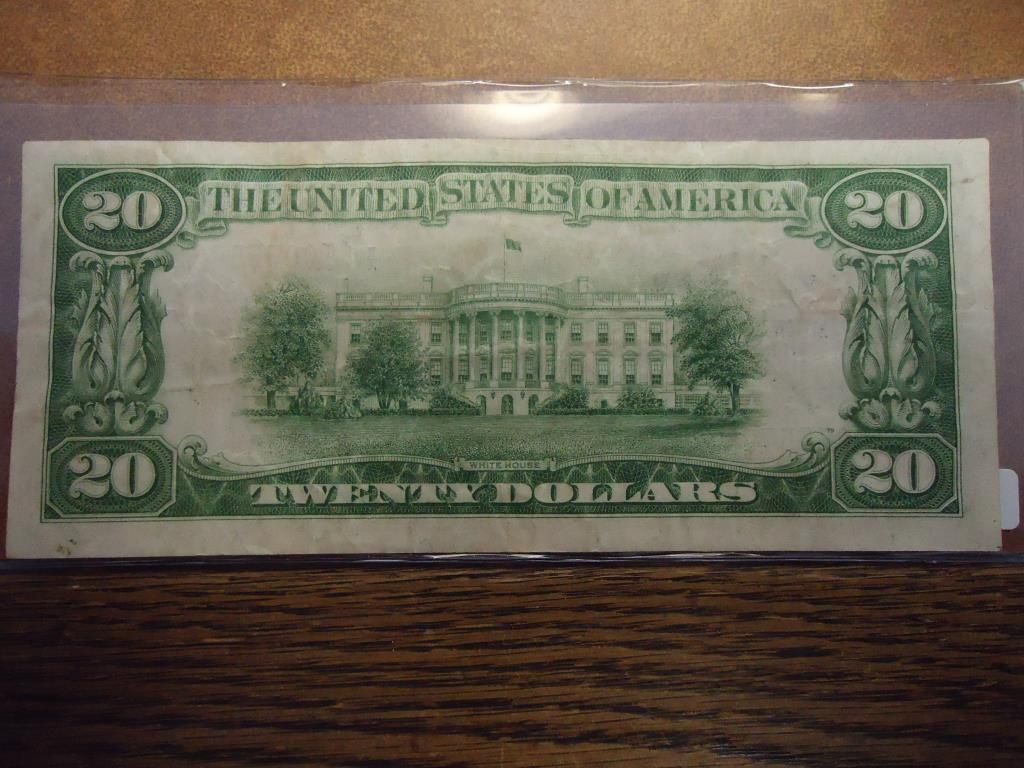 20 THE UNITED STATES OF AMERICA 20
20 WHITE HOUSE 20
TWENTY DOLLARS